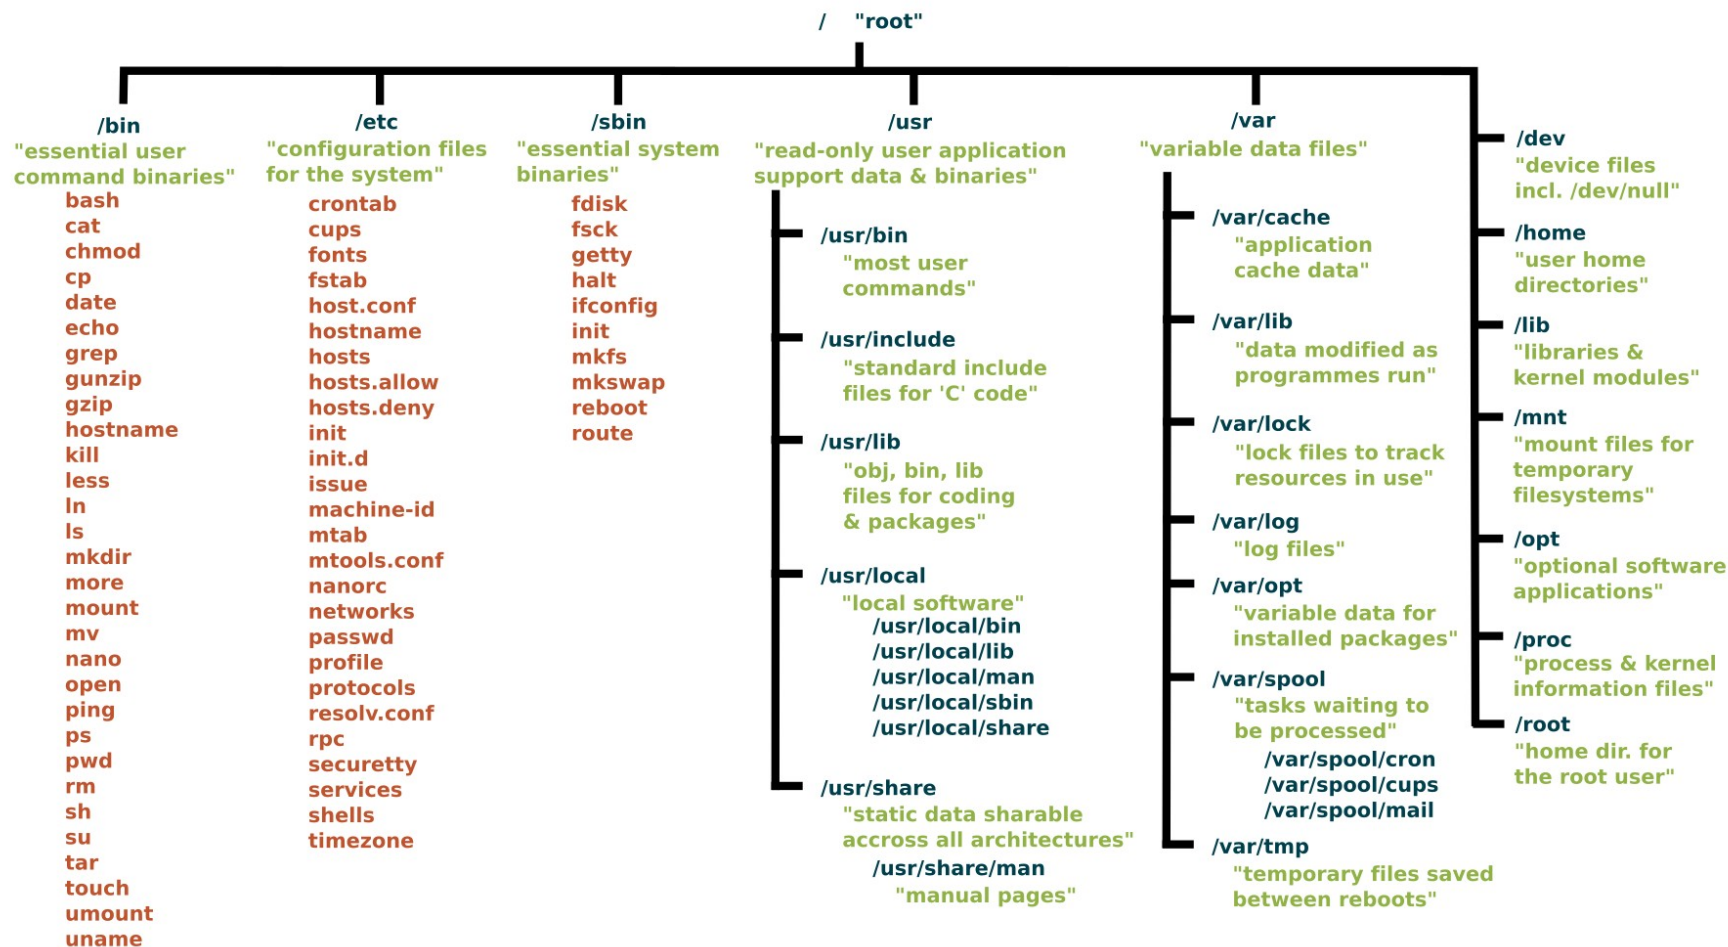 / "root"
/bin
"essential user
command binaries"
bash
cat
chmod
cp
date
echo
grep
gunzip
gzip
hostname
kill
less
ln
ls
mkdir
more
mount
mv
nano
open
ping
ps
pwd
rm
sh
su
tar
touch
umount
uname
/etc
"configuration files
for the system"
crontab
cups
fonts
fstab
host.conf
hostname
hosts
hosts.allow
hosts.deny
init
init.d
issue
machine-id
mtab
mtools.conf
nanorc
networks
passwd
profile
protocols
resolv.conf
rpc
securetty
services
shells
timezone
/sbin
"essential system
binaries"
fdisk
fsck
getty
halt
ifconfig
init
mkfs
mkswap
reboot
route
/usr
"read-only user application
support data & binaries"
/usr/bin
"most user
commands"
/usr/include
"standard include
files for 'C' code"
/usr/lib
"obj, bin, lib
files for coding
& packages"
/usr/local
"local software"
/usr/local/bin
/usr/local/lib
/usr/local/man
/usr/local/sbin
/usr/local/share
/usr/share
"static data sharable
accross all architectures"
/usr/share/man
"manual pages"
/var
"variable data files"
/var/cache
"application
cache data"
/var/lib
"data modified as
programmes run"
/var/lock
"lock files to track
resources in use"
/var/log
"log files"
/var/opt
"variable data for
installed packages"
/var/spool
"tasks waiting to
be processed"
/var/spool/cron
/var/spool/cups
/var/spool/mail
/var/tmp
"temporary files saved
between reboots"
/dev
"device files
incl. /dev/null"
/home
"user home
directories"
/lib
"libraries &
kernel modules"
/mnt
"mount files for
temporary
filesystems"
/opt
"optional software
applications"
/proc
"process & kernel
information files"
/root
"home dir. for
the root user"